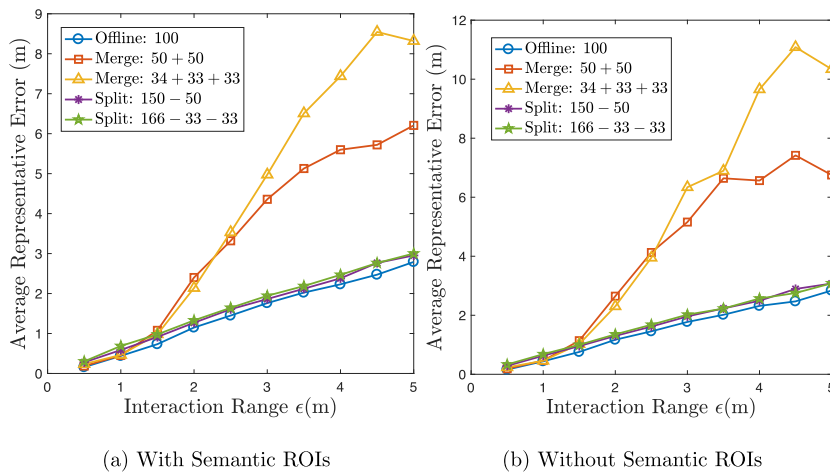 9
8
7
6
5
4
3
2
1
0
Average Representative Error (m)
Offline: 100
Merge: 50 + 50
Merge: 34 + 33 + 33
Split: 150 − 50
Split: 166 − 33 − 33
0 1 2 3 4 5
Interaction Range ϵ(m)
(a) With Semantic ROIs
12
10
8
6
4
2
0
Average Representative Error (m)
Offline: 100
Merge: 50 + 50
Merge: 34 + 33 + 33
Split: 150 − 50
Split: 166 − 33 − 33
0 1 2 3 4 5
Interaction Range ϵ(m)
(b) Without Semantic ROIs